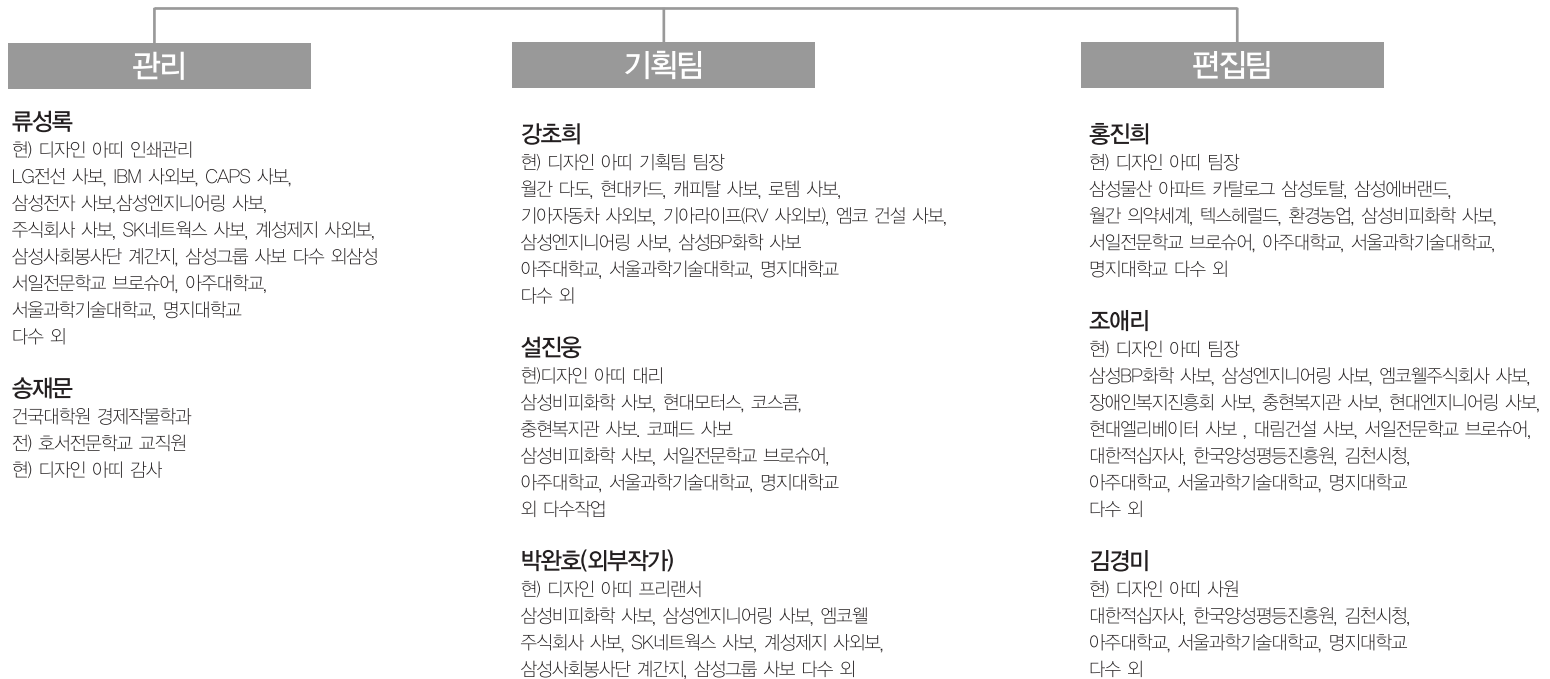 관리
류성록
현) 디자인 아띠 인쇄관리
LG전선 사보, IBM 사외보, CAPS 사보,
삼성전자 사보,삼성엔지니어링 사보,
주식회사 사보, SK네트웍스 사보, 계성제지 사외보,
삼성사회봉사단 계간지, 삼성그룹 사보 다수 외삼성
서일전문학교 브로슈어, 아주대학교,
서울과학기술대학교, 명지대학교
다수 외
송재문
건국대학원 경제작물학과
전) 호서전문학교 교직원
현) 디자인 아띠 감사
기획팀
강초희
현) 디자인 아띠 기획팀 팀장
월간 다도, 현대카드, 캐피탈 사보, 로템 사보,
기아자동차 사외보, 기아라이프(RV 사외보), 엠코 건설 사보,
삼성엔지니어링 사보, 삼성BP화학 사보
아주대학교, 서울과학기술대학교, 명지대학교
다수 외
설진웅
현)디자인 아띠 대리
삼성비피화학 사보, 현대모터스, 코스콤,
충현복지관 사보, 코패드 사보
삼성비피화학 사보, 서일전문학교 브로슈어,
아주대학교, 서울과학기술대학교, 명지대학교
외 다수작업
박완호(외부작가)
현) 디자인 아띠 프리랜서
삼성비피화학 사보, 삼성엔지니어링 사보, 엠코웰
주식회사 사보, SK네트웍스 사보, 계성제지 사외보,
삼성사회봉사단 계간지, 삼성그룹 사보 다수 외
편집팀
홍진희
현) 디자인 아띠 팀장
삼성물산 아파트 카탈로그 삼성토탈, 삼성에버랜드,
월간 의약세계, 텍스헤럴드, 환경농업, 삼성비피화학 사보,
서일전문학교 브로슈어, 아주대학교, 서울과학기술대학교,
명지대학교 다수 외
조애리
현) 디자인 아띠 팀장
삼성BP화학 사보, 삼성엔지니어링 사보, 엠코웰주식회사 사보,
장애인복지진흥회 사보, 충현복지관 사보, 현대엔지니어링 사보,
현대엘리베이터 사보 , 대림건설 사보, 서일전문학교 브로슈어,
대한적십자사, 한국양성평등진흥원, 김천시청,
아주대학교, 서울과학기술대학교, 명지대학교
다수 외
김경미
현) 디자인 아띠 사원
대한적십자사, 한국양성평등진흥원, 김천시청,
아주대학교, 서울과학기술대학교, 명지대학교
다수 외